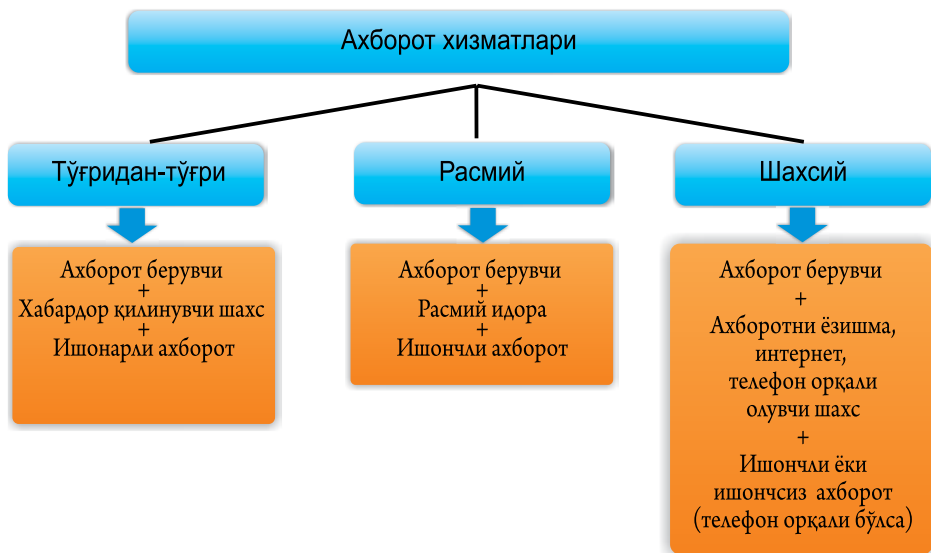 Ахборот хизматлари
Тўғридан-тўғри
Ахборот берувчи
+
Хабардор қилинувчи шахс
+
Ишонарли ахборот
Расмий
Ахборот берувчи
+
Расмий идора
+
Ишончли ахборот
Шахсий
Ахборот берувчи
+
Ахборотни ёзишма,
интернет,
телефон орқали
олувчи шахс
+
Ишончли ёки
ишончсиз ахборот
(телефон орқали бўлса)